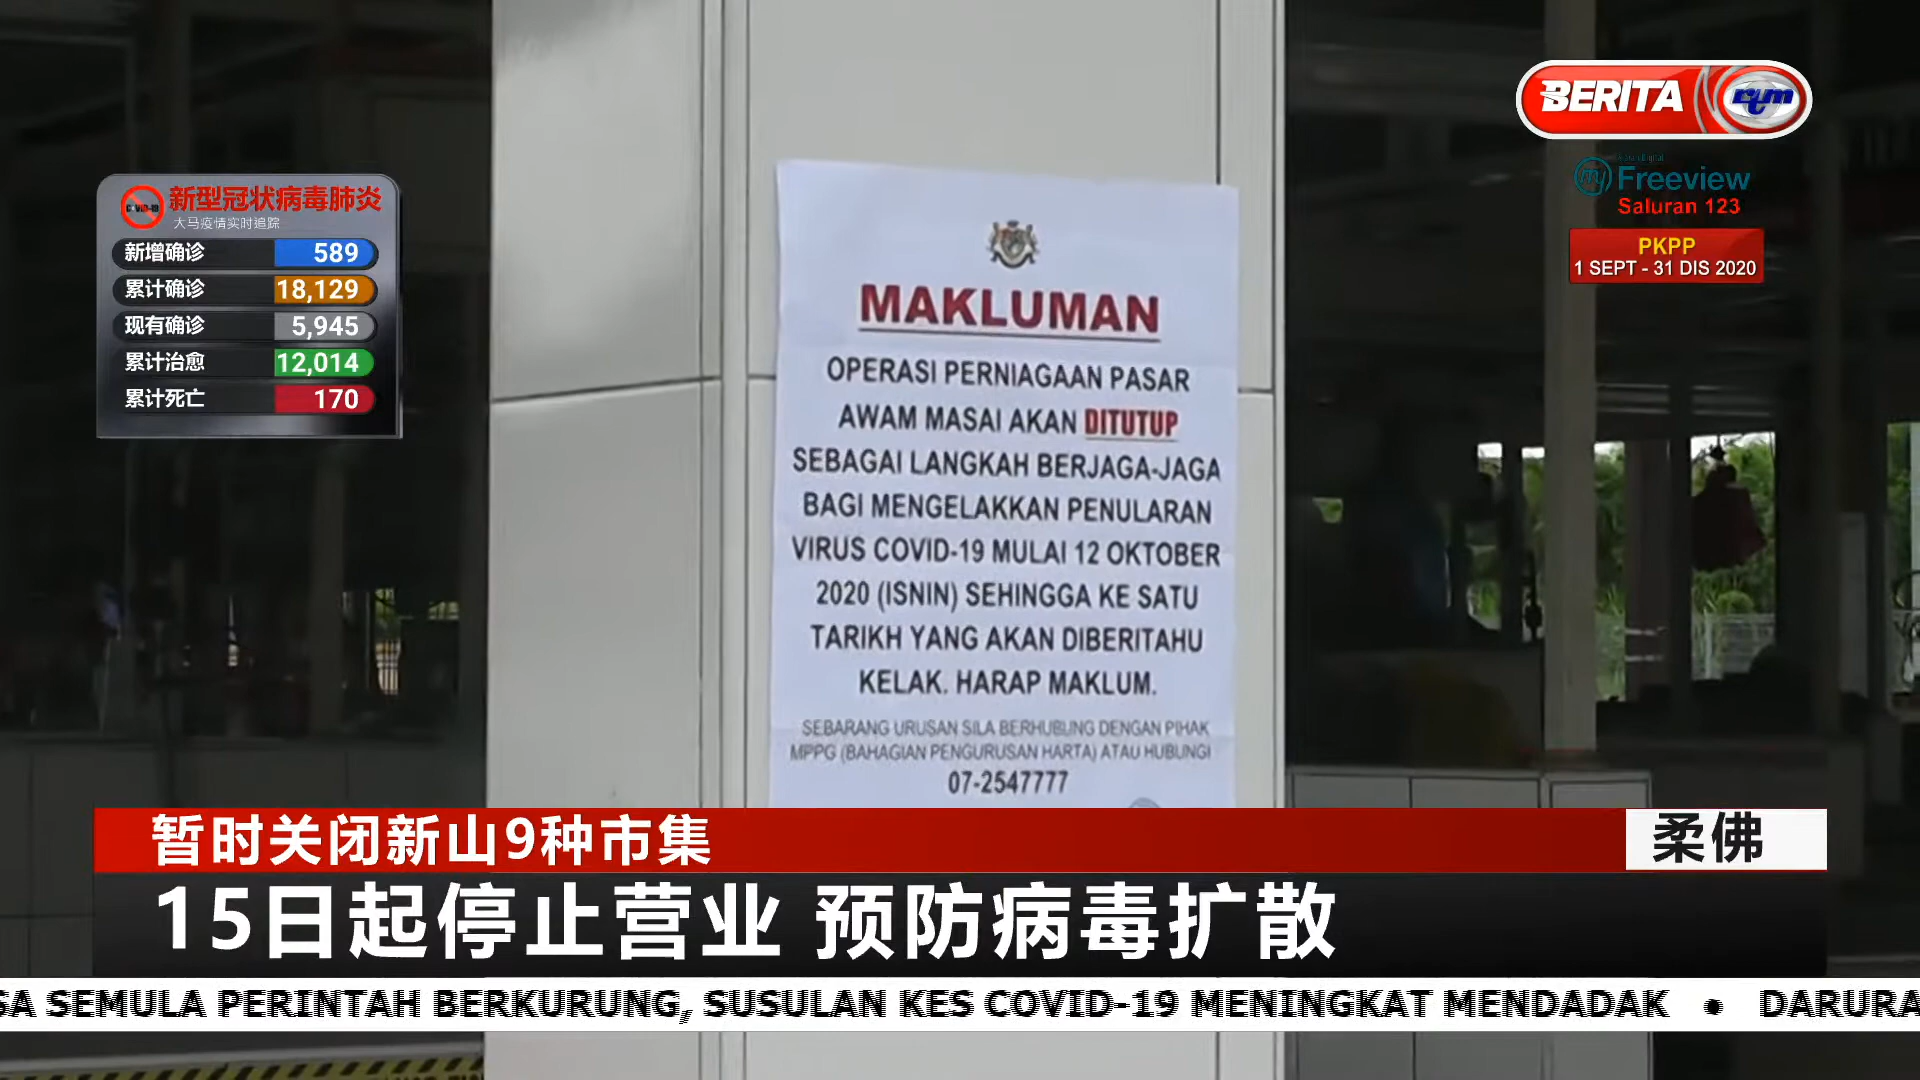 BERITA rtm
my Freeview
Saluran 123
PKPP
1 SEPT - 31 DIS 2020
新型冠状病毒肺炎
大马疫情实时追踪
新增确诊 589
累计确诊 18,129
现有确诊 5,945
累计治愈 12,014
累计死亡 170
MAKLUMAN
OPERASI PERNIAGAAN PASAR
AWAM MASAI AKAN DITUTUP
SEBAGAI LANGKAH BERJAGA-JAGA
BAGI MENGELAKKAN PENULARAN
VIRUS COVID-19 MULAI 12 OKTOBER
2020 (ISNIN) SEHINGGA KE SATU
TARIKH YANG AKAN DIBERITAHU
KELAK. HARAP MAKLUM.
SEBARANG URUSAN SILA BERHUBUNG DENGAN PIHAK
MPPG (BAHAGIAN PENGURUSAN HARTA) ATAU HUBUNGI
07-2547777
暂时关闭新山9种市集
柔佛
15日起停止营业 预防病毒扩散
SA SEMULA PERINTAH BERKURUNG, SUSULAN KES COVID-19 MENINGKAT MENDADAK • DARURA